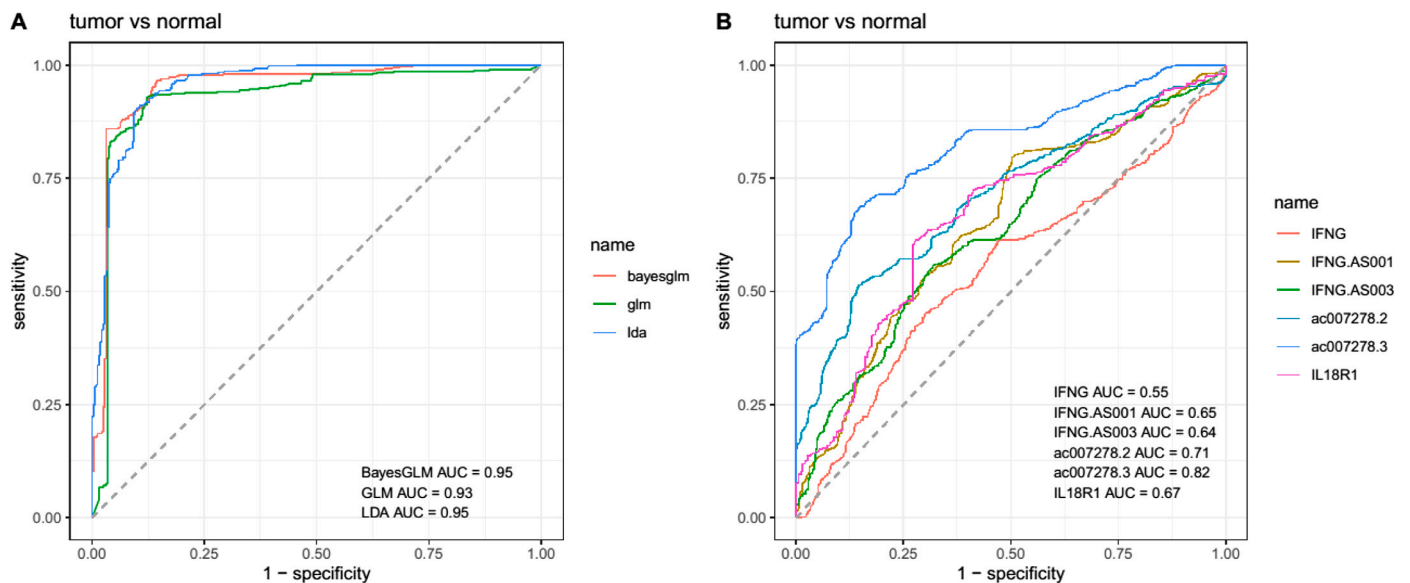 A
tumor vs normal
1.00
0.75
0.50
0.25
0.00
sensitivity
0.00
0.25
0.50
0.75
1.00
1 − specificity
BayesGLM AUC = 0.95
GLM AUC = 0.93
LDA AUC = 0.95
name
bayesglm
glm
lda
B
tumor vs normal
1.00
0.75
0.50
0.25
0.00
sensitivity
0.00
0.25
0.50
0.75
1.00
1 − specificity
IFNG AUC = 0.55
IFNG.AS001 AUC = 0.65
IFNG.AS003 AUC = 0.64
ac007278.2 AUC = 0.71
ac007278.3 AUC = 0.82
IL18R1 AUC = 0.67
name
IFNG
IFNG.AS001
IFNG.AS003
ac007278.2
ac007278.3
IL18R1